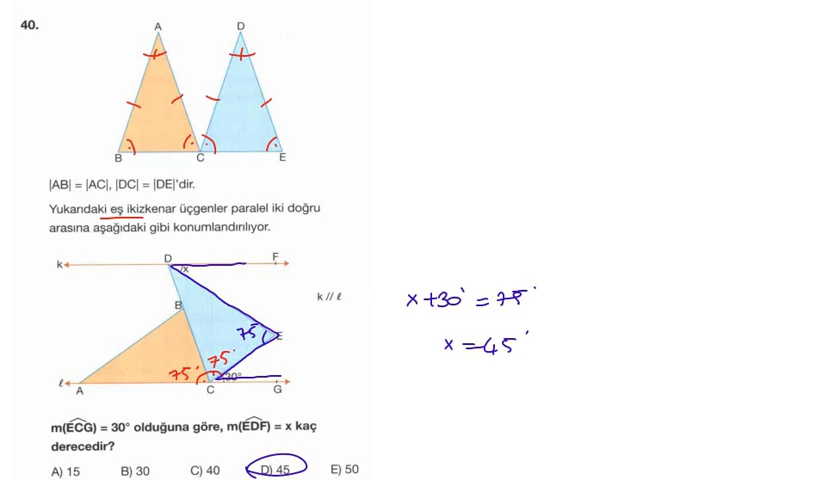 40.
A D
B C E
|AB| = |AC|, |DC| = |DE|'dir.
Yukarıdaki eş ikizkenar üçgenler paralel iki doğru
arasına aşağıdaki gibi konumlandırılıyor.
k D F
x
k // ℓ
B
x + 30° = 75°
75 E
x = 45°
75°
75° 30°
ℓ A C G
m(ECG) = 30° olduğuna göre, m(EDF) = x kaç
derecedir?
A) 15 B) 30 C) 40 D) 45 E) 50